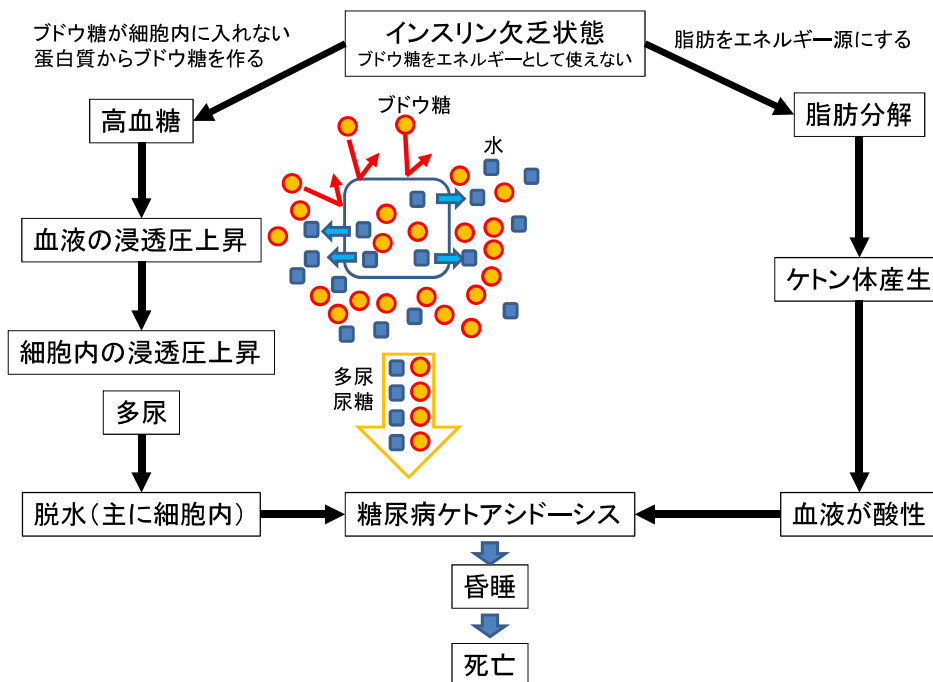 インスリン欠乏状態
ブドウ糖をエネルギーとして使えない
ブドウ糖が細胞内に入れない
蛋白質からブドウ糖を作る
脂肪をエネルギー源にする
高血糖
ブドウ糖
水
脂肪分解
血液の浸透圧上昇
ケトン体産生
細胞内の浸透圧上昇
多尿
尿糖
多尿
脱水（主に細胞内）
糖尿病ケトアシドーシス
血液が酸性
昏睡
死亡